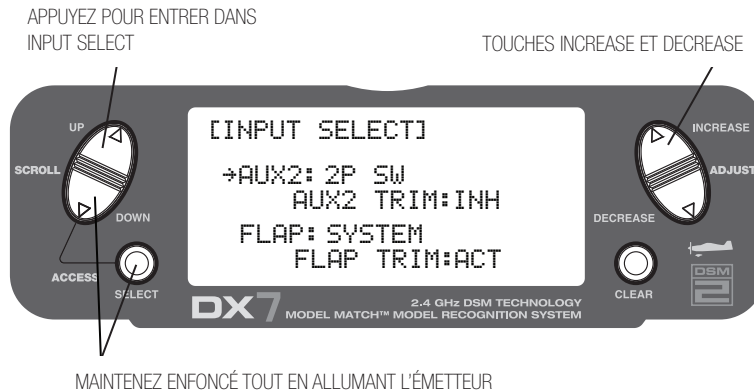 APPUYEZ POUR ENTRER DANS
INPUT SELECT
TOUCHES INCREASE ET DECREASE
UP
SCROLL
DOWN
ACCESS
SELECT
[INPUT SELECT]
→AUX2: 2P SW
AUX2 TRIM:INH
FLAP: SYSTEM
FLAP TRIM:ACT
INCREASE
ADJUST
DECREASE
CLEAR
DSM
2
DX7
2.4 GHz DSM TECHNOLOGY
MODEL MATCH™ MODEL RECOGNITION SYSTEM
MAINTENEZ ENFONCÉ TOUT EN ALLUMANT L'ÉMETTEUR